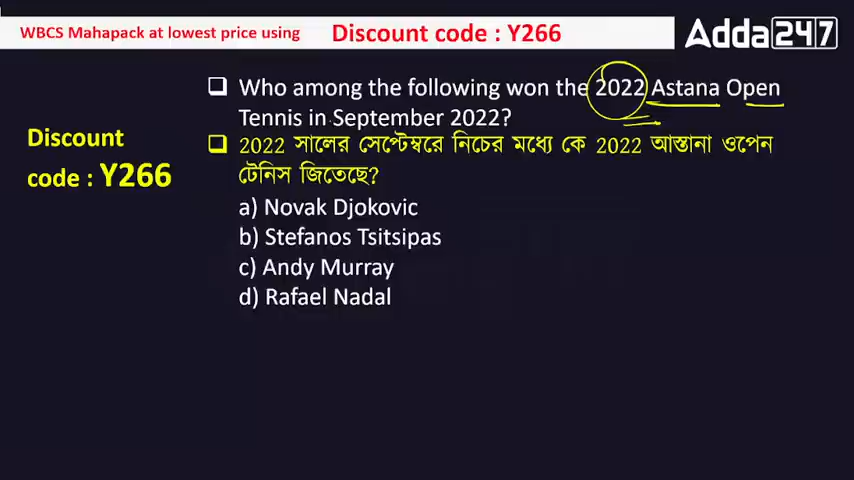 WBCS Mahapack at lowest price using Discount code : Y266
Adda247
Who among the following won the 2022 Astana Open
Tennis in September 2022?
Discount
code : Y266
2022 সালের সেপ্টেম্বরে নিচের মধ্যে কে 2022 আস্তানা ওপেন
টেনিস জিতেছে?
a) Novak Djokovic
b) Stefanos Tsitsipas
c) Andy Murray
d) Rafael Nadal